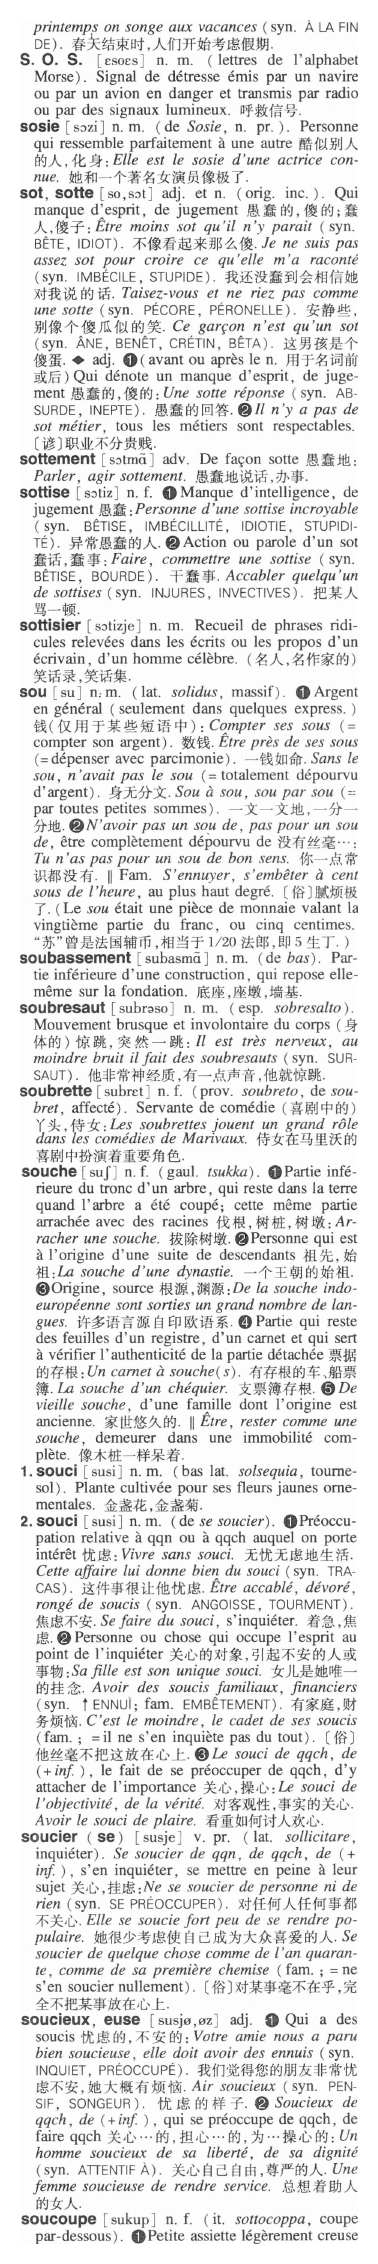 printemps on songe aux vacances (syn. À LA FIN
DE). 春天结束时,人们开始考虑假期.
S. O. S. [ɛsoɛs] n. m. (lettres de l'alphabet
Morse). Signal de détresse émis par un navire
ou par un avion en danger et transmis par radio
ou par des signaux lumineux. 呼救信号.
sosie [sɔzi] n. m. (de Sosie, n. pr.). Personne
qui ressemble parfaitement à une autre 酷似别人
的人,化身:Elle est le sosie d'une actrice con-
nue. 她和一个著名女演员像极了.
sot, sotte [so,sɔt] adj. et n. (orig. inc.). Qui
manque d'esprit, de jugement 愚蠢的,傻的;蠢
人,傻子:Être moins sot qu'il n'y parait (syn.
BÊTE, IDIOT). 不像看起来那么傻. Je ne suis pas
assez sot pour croire ce qu'elle m'a raconté
(syn. IMBÉCILE, STUPIDE). 我还没蠢到会相信她
对我说的话. Taisez-vous et ne riez pas comme
une sotte (syn. PÉCORE, PÉRONELLE). 安静些,
别像个傻瓜似的笑. Ce garçon n'est qu'un sot
(syn. ÂNE, BENÊT, CRÉTIN, BÊTA). 这男孩是个
傻蛋. ◆ adj. ❶(avant ou après le n. 用于名词前
或后) Qui dénote un manque d'esprit, de juge-
ment 愚蠢的,傻的:Une sotte réponse (syn. AB-
SURDE, INEPTE). 愚蠢的回答. ❷Il n'y a pas de
sot métier, tous les métiers sont respectables.
〔谚〕职业不分贵贱.
sottement [sɔtmɑ̃] adv. De façon sotte 愚蠢地:
Parler, agir sottement. 愚蠢地说话,办事.
sottise [sɔtiz] n. f. ❶Manque d'intelligence, de
jugement 愚蠢:Personne d'une sottise incroyable
(syn. BÊTISE, IMBÉCILLITÉ, IDIOTIE, STUPIDI-
TÉ). 异常愚蠢的人. ❷Action ou parole d'un sot
蠢话,蠢事:Faire, commettre une sottise (syn.
BÊTISE, BOURDE). 干蠢事. Accabler quelqu'un
de sottises (syn. INJURES, INVECTIVES). 把某人
骂一顿.
sottisier [sɔtizje] n. m. Recueil de phrases ridi-
cules relevées dans les écrits ou les propos d'un
écrivain, d'un homme célèbre. (名人,名作家的)
笑话录,笑话集.
sou [su] n. m. (lat. solidus, massif). ❶Argent
en général (seulement dans quelques express.)
钱(仅用于某些短语中):Compter ses sous (=
compter son argent). 数钱. Être près de ses sous
(=dépenser avec parcimonie). 一钱如命. Sans le
sou, n'avait pas le sou (=totalement dépourvu
d'argent). 身无分文. Sou à sou, sou par sou (=
par toutes petites sommes). 一文一文地,一分一
分地. ❷N'avoir pas un sou de, pas pour un sou
de, être complètement dépourvu de 没有丝毫…:
Tu n'as pas pour un sou de bon sens. 你一点常
识都没有. ‖ Fam. S'ennuyer, s'embêter à cent
sous de l'heure, au plus haut degré. 〔俗〕腻烦极
了. (Le sou était une pièce de monnaie valant la
vingtième partie du franc, ou cinq centimes.
“苏”曾是法国辅币,相当于1/20法郎,即5生丁.)
soubassement [subasmɑ̃] n. m. (de bas). Par-
tie inférieure d'une construction, qui repose elle-
même sur la fondation. 底座,座墩,墙基.
soubresaut [subrəso] n. m. (esp. sobresalto).
Mouvement brusque et involontaire du corps (身
体的) 惊跳,突然一跳:Il est très nerveux, au
moindre bruit il fait des soubresauts (syn. SUR-
SAUT). 他非常神经质,有一点声音,他就惊跳.
soubrette [subrɛt] n. f. (prov. soubreto, de sou-
bret, affecté). Servante de comédie (喜剧中的)
丫头,侍女:Les soubrettes jouent un grand rôle
dans les comédies de Marivaux. 侍女在马里沃的
喜剧中扮演着重要角色.
souche [suʃ] n. f. (gaul. tsukka). ❶Partie infé-
rieure du tronc d'un arbre, qui reste dans la terre
quand l'arbre a été coupé; cette même partie
arrachée avec des racines 伐根,树桩,树墩:Ar-
racher une souche. 拔除树墩. ❷Personne qui est
à l'origine d'une suite de descendants 祖先,始
祖:La souche d'une dynastie. 一个王朝的始祖.
❸Origine, source 根源,渊源:De la souche indo-
européenne sont sorties un grand nombre de lan-
gues. 许多语言源自印欧语系. ❹ Partie qui reste
des feuilles d'un registre, d'un carnet et qui sert
à vérifier l'authenticité de la partie détachée 票据
的存根:Un carnet à souche(s). 有存根的车、船票
簿. La souche d'un chéquier. 支票簿存根. ❺De
vieille souche, d'une famille dont l'origine est
ancienne. 家世悠久的. ‖ Être, rester comme une
souche, demeurer dans une immobilité com-
plète. 像木桩一样呆着.
1. souci [susi] n. m. (bas lat. solsequia, tourne-
sol). Plante cultivée pour ses fleurs jaunes orne-
mentales. 金盏花,金盏菊.
2. souci [susi] n. m. (de se soucier). ❶Préoccu-
pation relative à qqn ou à qqch auquel on porte
intérêt 忧虑:Vivre sans souci. 无忧无虑地生活.
Cette affaire lui donne bien du souci (syn. TRA-
CAS). 这件事很让他忧虑. Être accablé, dévoré,
rongé de soucis (syn. ANGOISSE, TOURMENT).
焦虑不安. Se faire du souci, s'inquiéter. 着急,焦
虑. ❷Personne ou chose qui occupe l'esprit au
point de l'inquiéter 关心的对象,引起不安的人或
事物:Sa fille est son unique souci. 女儿是她唯一
的挂念. Avoir des soucis familiaux, financiers
(syn. ↑ENNUI; fam. EMBÊTEMENT). 有家庭,财
务烦恼. C'est le moindre, le cadet de ses soucis
(fam.; =il ne s'en inquiète pas du tout). 〔俗〕
他丝毫不把这放在心上. ❸Le souci de qqch, de
(+inf.), le fait de se préoccuper de qqch, d'y
attacher de l'importance 关心,操心:Le souci de
l'objectivité, de la vérité. 对客观性,事实的关心.
Avoir le souci de plaire. 看重如何讨人欢心.
soucier (se) [susje] v. pr. (lat. sollicitare,
inquiéter). Se soucier de qqn, de qqch, de (+
inf.), s'en inquiéter, se mettre en peine à leur
sujet 关心,挂虑:Ne se soucier de personne ni de
rien (syn. SE PRÉOCCUPER). 对任何人任何事都
不关心. Elle se soucie fort peu de se rendre po-
pulaire. 她很少考虑使自己成为大众喜爱的人. Se
soucier de quelque chose comme de l'an quaran-
te, comme de sa première chemise (fam.; =ne
s'en soucier nullement). 〔俗〕对某事毫不在乎,完
全不把某事放在心上.
soucieux, euse [susjø,øz] adj. ❶ Qui a des
soucis 忧虑的,不安的:Votre amie nous a paru
bien soucieuse, elle doit avoir des ennuis (syn.
INQUIET, PRÉOCCUPÉ). 我们觉得您的朋友非常忧
虑不安,她大概有烦恼. Air soucieux (syn. PEN-
SIF, SONGEUR). 忧虑的样子. ❷ Soucieux de
qqch, de (+inf.), qui se préoccupe de qqch, de
faire qqch 关心…的,担心…的,为…操心的:Un
homme soucieux de sa liberté, de sa dignité
(syn. ATTENTIF À). 关心自己自由,尊严的人. Une
femme soucieuse de rendre service. 总想着助人
的女人.
soucoupe [sukup] n. f. (it. sottocoppa, coupe
par-dessous). ❶Petite assiette légèrement creuse